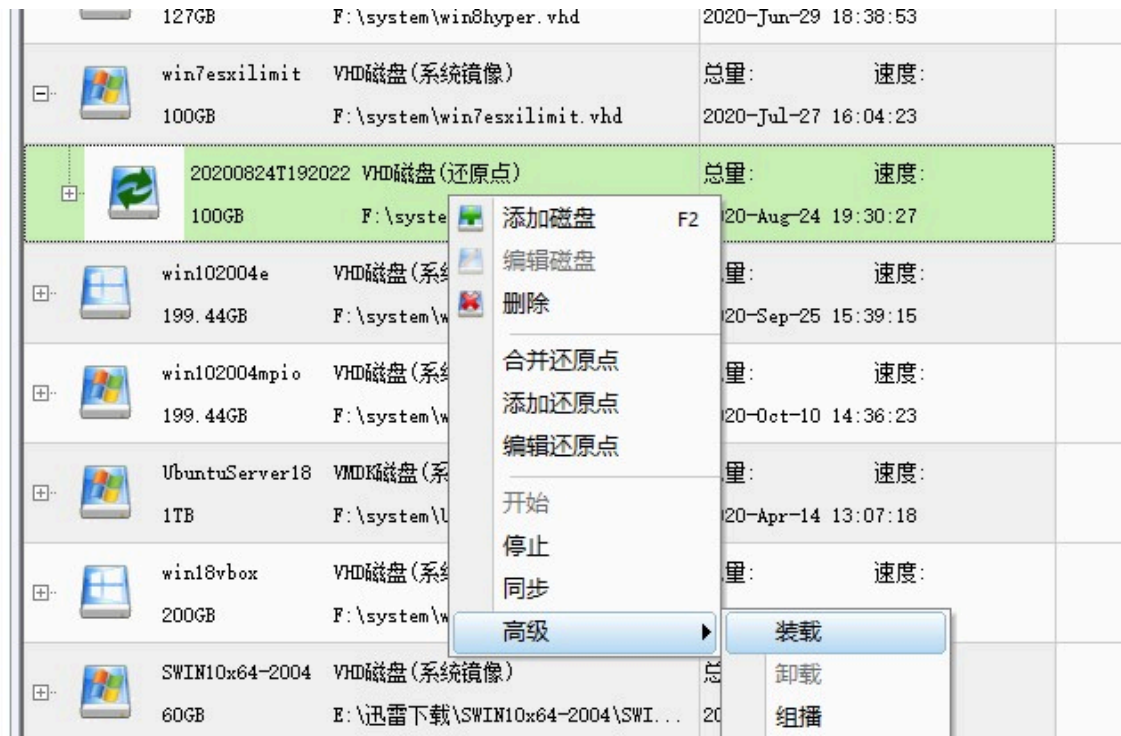 127GB F:\system\win8hyper.vhd 2020-Jun-29 18:38:53
win7esxilimit VHD磁盘(系统镜像) 总量: 速度:
100GB F:\system\win7esxilimit.vhd 2020-Jul-27 16:04:23
20200824T192022 VHD磁盘(还原点) 总量: 速度:
100GB F:\syste 20-Aug-24 19:30:27
添加磁盘 F2
编辑磁盘
删除
合并还原点
添加还原点
编辑还原点
开始
停止
同步
高级
装载
卸载
组播
win102004e VHD磁盘(系 量: 速度:
199.44GB F:\system\w 20-Sep-25 15:39:15
win102004mpio VHD磁盘(系 量: 速度:
199.44GB F:\system\w 20-Oct-10 14:36:23
UbuntuServer18 VMDK磁盘(系 量: 速度:
1TB F:\system\U 20-Apr-14 13:07:18
win18vbox VHD磁盘(系 量: 速度:
200GB F:\system\w
SWIN10x64-2004 VHD磁盘(系统镜像) 总
60GB E:\迅雷下载\SWIN10x64-2004\SWI... 20